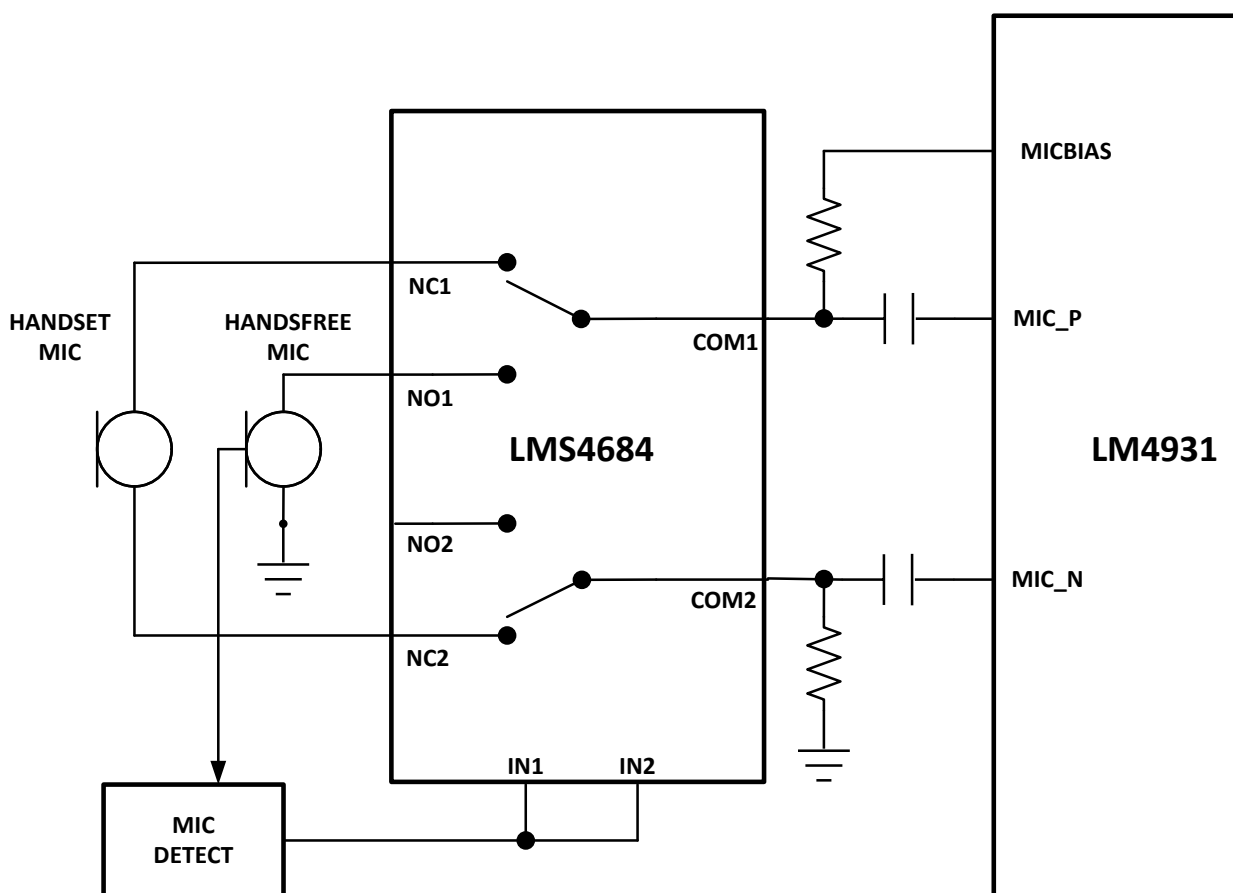 MICBIAS
NC1
HANDSET
MIC
HANDSFREE
MIC
COM1
MIC_P
NO1
LMS4684
LM4931
NO2
COM2
MIC_N
NC2
IN1
IN2
MIC
DETECT